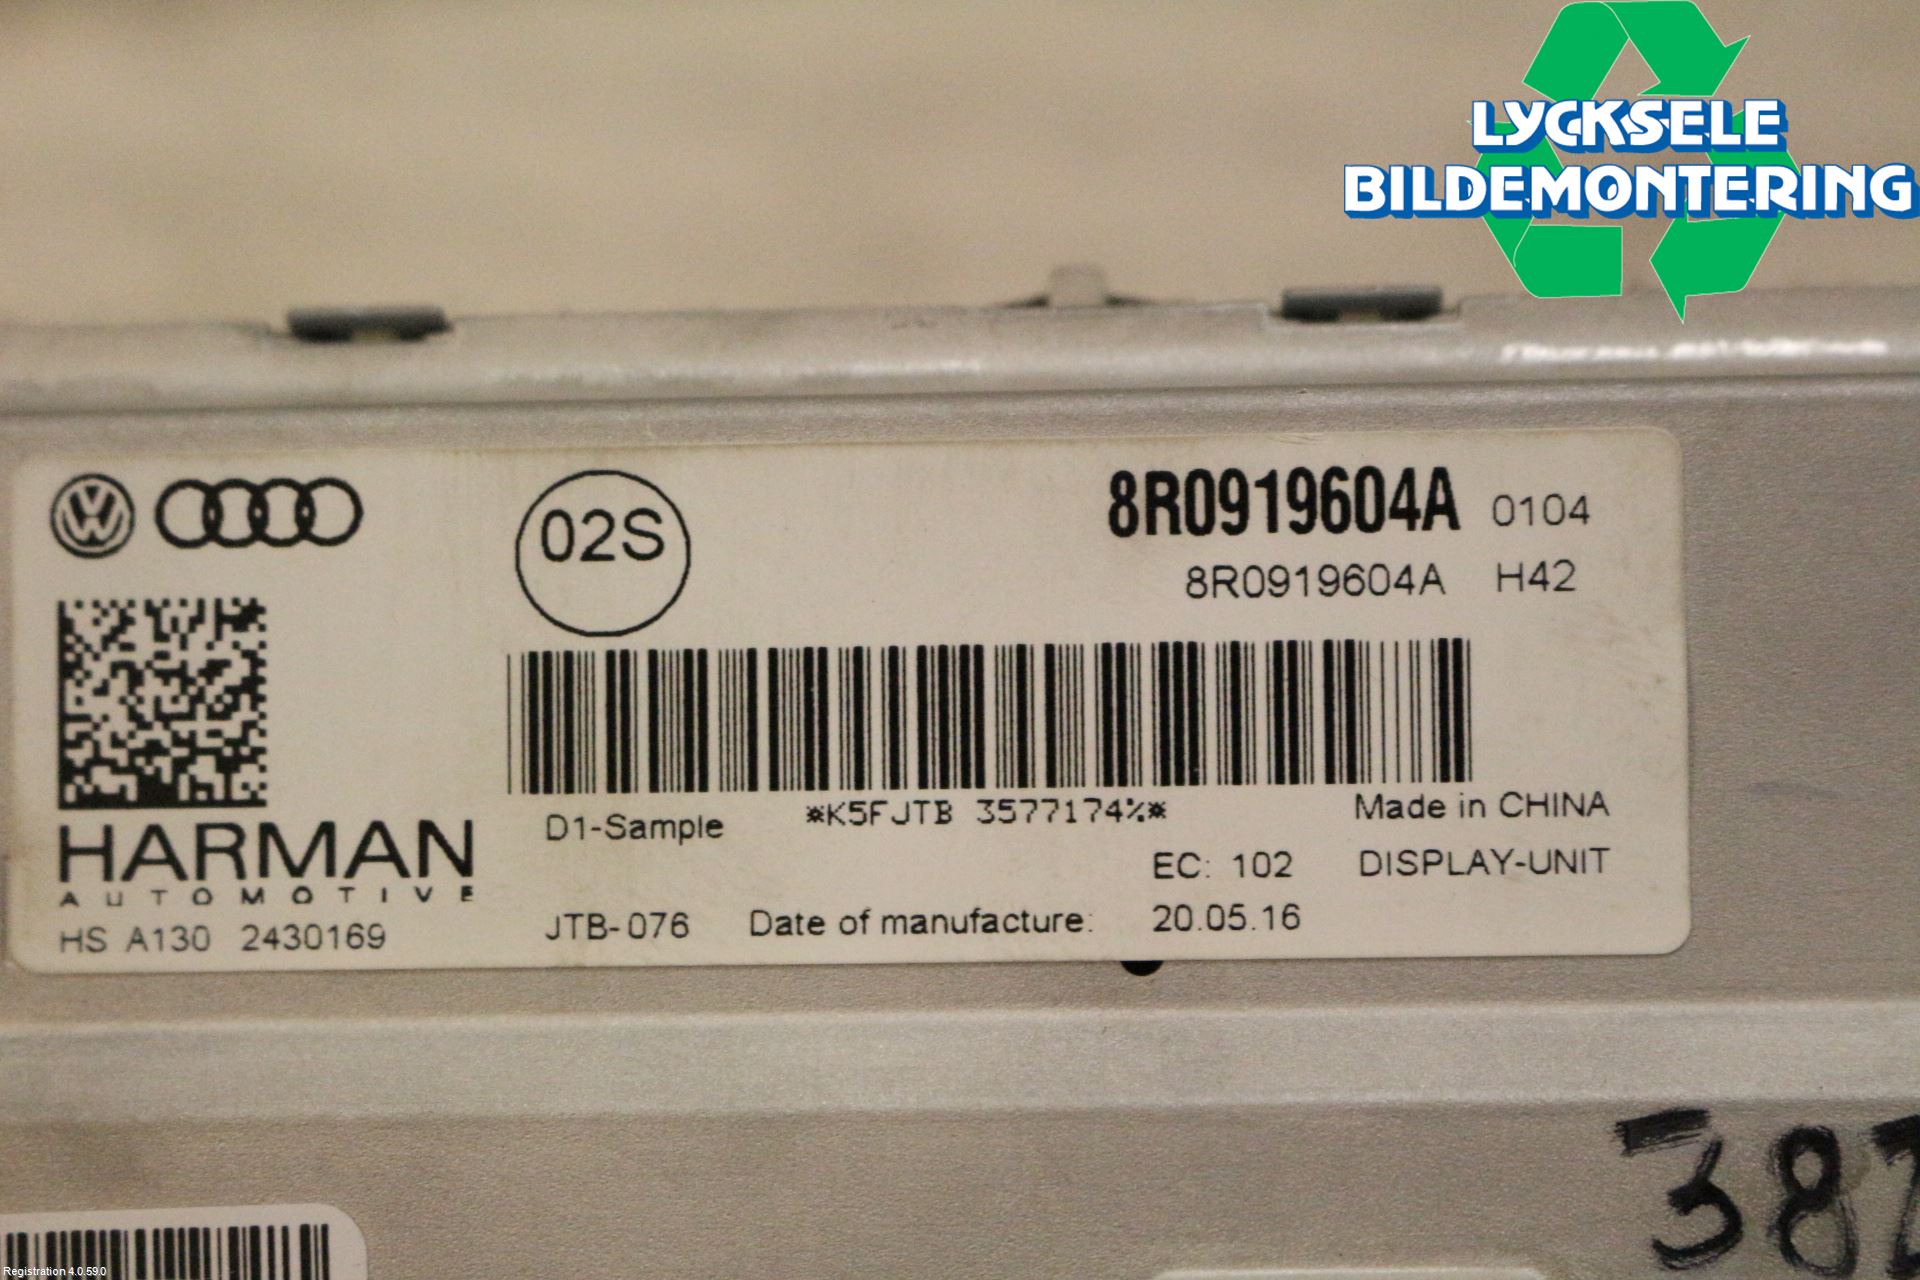 LYCKSELE
BILDEMONTERING
02S
8R0919604A 0104
8R0919604A H42
D1-Sample *K5FJTB 3577174%* Made in CHINA
HARMAN
AUTOMOTIVE
EC: 102 DISPLAY-UNIT
HS A130 2430169
JTB-076 Date of manufacture: 20.05.16
38
Registration 4.0.59.0